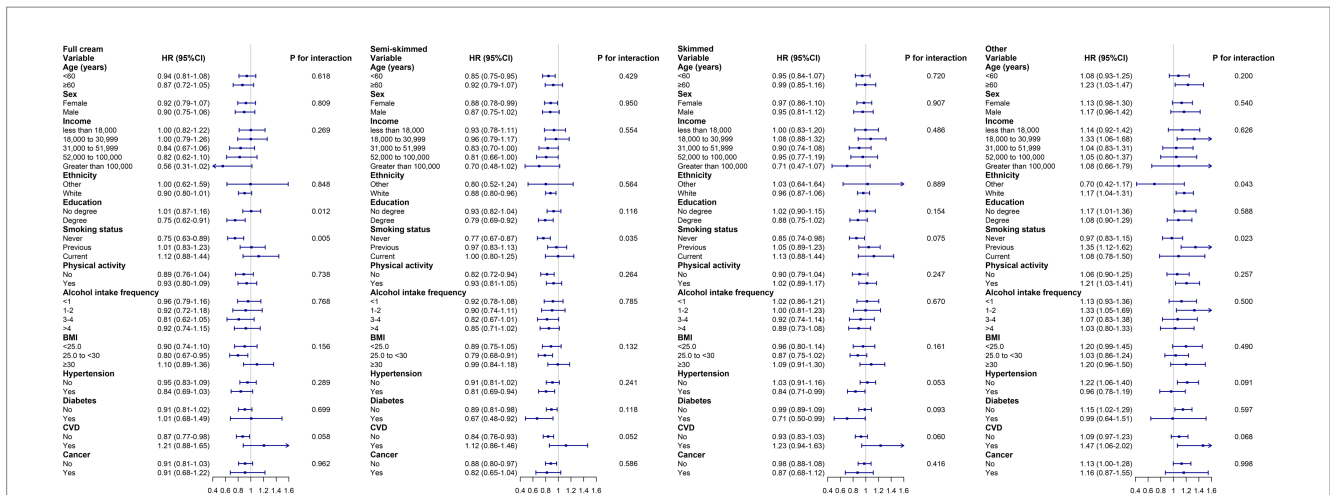 Full cream
Variable HR (95%CI) P for interaction
Age (years)
<60 0.94 (0.81-1.08) 0.618
≥60 0.87 (0.72-1.05)
Sex
Female 0.92 (0.79-1.07) 0.809
Male 0.90 (0.75-1.06)
Income
less than 18,000 1.00 (0.82-1.22) 0.269
18,000 to 30,999 1.00 (0.79-1.26)
31,000 to 51,999 0.84 (0.67-1.06)
52,000 to 100,000 0.82 (0.62-1.10)
Greater than 100,000 0.56 (0.31-1.02)
Ethnicity
Other 1.00 (0.62-1.59) 0.848
White 0.90 (0.80-1.01)
Education
No degree 1.01 (0.87-1.16) 0.012
Degree 0.75 (0.62-0.91)
Smoking status
Never 0.75 (0.63-0.89) 0.005
Previous 1.01 (0.83-1.23)
Current 1.12 (0.88-1.44)
Physical activity
No 0.89 (0.76-1.04) 0.738
Yes 0.93 (0.80-1.09)
Alcohol intake frequency
<1 0.96 (0.79-1.16) 0.768
1-2 0.92 (0.72-1.18)
3-4 0.81 (0.62-1.05)
>4 0.92 (0.74-1.15)
BMI
<25.0 0.90 (0.74-1.10) 0.156
25.0 to <30 0.80 (0.67-0.95)
≥30 1.10 (0.89-1.36)
Hypertension
No 0.95 (0.83-1.09) 0.289
Yes 0.84 (0.69-1.03)
Diabetes
No 0.91 (0.81-1.02) 0.699
Yes 1.01 (0.68-1.49)
CVD
No 0.87 (0.77-0.98) 0.058
Yes 1.21 (0.88-1.65)
Cancer
No 0.91 (0.81-1.03) 0.962
Yes 0.91 (0.68-1.22)
0.4 0.6 0.8 1 1.2 1.4 1.6
Semi-skimmed
Variable HR (95%CI) P for interaction
Age (years)
<60 0.85 (0.75-0.95) 0.429
≥60 0.92 (0.79-1.07)
Sex
Female 0.88 (0.78-0.99) 0.950
Male 0.87 (0.75-1.02)
Income
less than 18,000 0.93 (0.78-1.11) 0.554
18,000 to 30,999 0.96 (0.79-1.17)
31,000 to 51,999 0.83 (0.70-1.00)
52,000 to 100,000 0.81 (0.66-1.00)
Greater than 100,000 0.70 (0.48-1.02)
Ethnicity
Other 0.80 (0.52-1.24) 0.564
White 0.88 (0.80-0.96)
Education
No degree 0.93 (0.82-1.04) 0.116
Degree 0.79 (0.69-0.92)
Smoking status
Never 0.77 (0.67-0.87) 0.035
Previous 0.97 (0.83-1.13)
Current 1.00 (0.80-1.25)
Physical activity
No 0.82 (0.72-0.94) 0.264
Yes 0.93 (0.81-1.05)
Alcohol intake frequency
<1 0.92 (0.78-1.08) 0.785
1-2 0.90 (0.74-1.11)
3-4 0.82 (0.67-1.01)
>4 0.85 (0.71-1.02)
BMI
<25.0 0.89 (0.75-1.05) 0.132
25.0 to <30 0.79 (0.68-0.91)
≥30 0.99 (0.84-1.18)
Hypertension
No 0.91 (0.81-1.02) 0.241
Yes 0.81 (0.69-0.94)
Diabetes
No 0.89 (0.81-0.98) 0.118
Yes 0.67 (0.48-0.92)
CVD
No 0.84 (0.76-0.93) 0.052
Yes 1.12 (0.86-1.46)
Cancer
No 0.88 (0.80-0.97) 0.586
Yes 0.82 (0.65-1.04)
0.4 0.6 0.8 1 1.2 1.4 1.6
Skimmed
Variable HR (95%CI) P for interaction
Age (years)
<60 0.95 (0.84-1.07) 0.720
≥60 0.99 (0.85-1.16)
Sex
Female 0.97 (0.86-1.10) 0.907
Male 0.95 (0.81-1.12)
Income
less than 18,000 1.00 (0.83-1.20) 0.486
18,000 to 30,999 1.08 (0.88-1.32)
31,000 to 51,999 0.90 (0.74-1.08)
52,000 to 100,000 0.95 (0.77-1.19)
Greater than 100,000 0.71 (0.47-1.07)
Ethnicity
Other 1.03 (0.64-1.64) 0.889
White 0.96 (0.87-1.06)
Education
No degree 1.02 (0.90-1.15) 0.154
Degree 0.88 (0.75-1.02)
Smoking status
Never 0.85 (0.74-0.98) 0.075
Previous 1.05 (0.89-1.23)
Current 1.13 (0.88-1.44)
Physical activity
No 0.90 (0.79-1.04) 0.247
Yes 1.02 (0.89-1.17)
Alcohol intake frequency
<1 1.02 (0.86-1.21) 0.670
1-2 1.00 (0.81-1.23)
3-4 0.92 (0.74-1.14)
>4 0.89 (0.73-1.08)
BMI
<25.0 0.96 (0.80-1.14) 0.161
25.0 to <30 0.87 (0.75-1.02)
≥30 1.09 (0.91-1.30)
Hypertension
No 1.03 (0.91-1.16) 0.053
Yes 0.84 (0.71-0.99)
Diabetes
No 0.99 (0.89-1.09) 0.093
Yes 0.71 (0.50-0.99)
CVD
No 0.93 (0.83-1.03) 0.060
Yes 1.23 (0.94-1.63)
Cancer
No 0.98 (0.88-1.08) 0.416
Yes 0.87 (0.68-1.12)
0.4 0.6 0.8 1 1.2 1.4 1.6
Other
Variable HR (95%CI) P for interaction
Age (years)
<60 1.08 (0.93-1.25) 0.200
≥60 1.23 (1.03-1.47)
Sex
Female 1.13 (0.98-1.30) 0.540
Male 1.17 (0.96-1.42)
Income
less than 18,000 1.14 (0.92-1.42) 0.626
18,000 to 30,999 1.33 (1.06-1.68)
31,000 to 51,999 1.04 (0.83-1.31)
52,000 to 100,000 1.05 (0.80-1.37)
Greater than 100,000 1.08 (0.66-1.79)
Ethnicity
Other 0.70 (0.42-1.17) 0.043
White 1.17 (1.04-1.31)
Education
No degree 1.17 (1.01-1.36) 0.588
Degree 1.08 (0.90-1.29)
Smoking status
Never 0.97 (0.83-1.15) 0.023
Previous 1.35 (1.12-1.62)
Current 1.08 (0.78-1.50)
Physical activity
No 1.06 (0.90-1.25) 0.257
Yes 1.21 (1.03-1.41)
Alcohol intake frequency
<1 1.13 (0.93-1.36) 0.500
1-2 1.33 (1.05-1.69)
3-4 1.07 (0.83-1.38)
>4 1.03 (0.80-1.33)
BMI
<25.0 1.20 (0.99-1.45) 0.490
25.0 to <30 1.03 (0.86-1.24)
≥30 1.20 (0.96-1.50)
Hypertension
No 1.22 (1.06-1.40) 0.091
Yes 0.96 (0.78-1.19)
Diabetes
No 1.15 (1.02-1.29) 0.597
Yes 0.99 (0.64-1.51)
CVD
No 1.09 (0.97-1.23) 0.068
Yes 1.47 (1.06-2.02)
Cancer
No 1.13 (1.00-1.28) 0.998
Yes 1.16 (0.87-1.55)
0.4 0.6 0.8 1 1.2 1.4 1.6